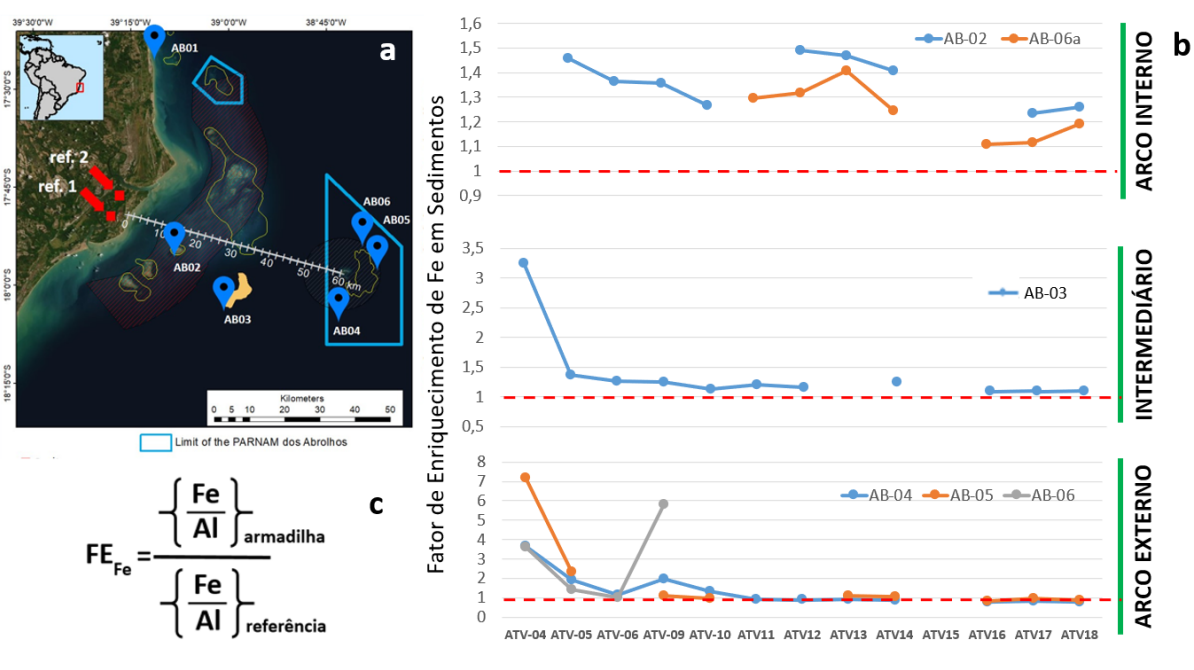 39°30'0"W 39°15'0"W 39°0'0"W 38°45'0"W
a
AB01
17°30'0"S
ref. 2
ref. 1
17°45'0"S
AB06
AB05
0 10 20 30 40 50 60 km
AB02
18°0'0"S
AB03
AB04
18°15'0"S
Kilometers
0 5 10 20 30 40 50
Limit of the PARNAM dos Abrolhos
c
FE Fe = {Fe/Al} armadilha
{Fe/Al} referência
b
Fator de Enriquecimento de Fe em Sedimentos
AB-02 AB-06a
1,6
1,5
1,4
1,3
1,2
1,1
1
0,9
ARCO INTERNO
3,5
3
2,5
2
1,5
1
0,5
AB-03
INTERMEDIÁRIO
8
7
6
5
4
3
2
1
0
AB-04 AB-05 AB-06
ARCO EXTERNO
ATV-04 ATV-05 ATV-06 ATV-09 ATV-10 ATV11 ATV12 ATV13 ATV14 ATV15 ATV16 ATV17 ATV18